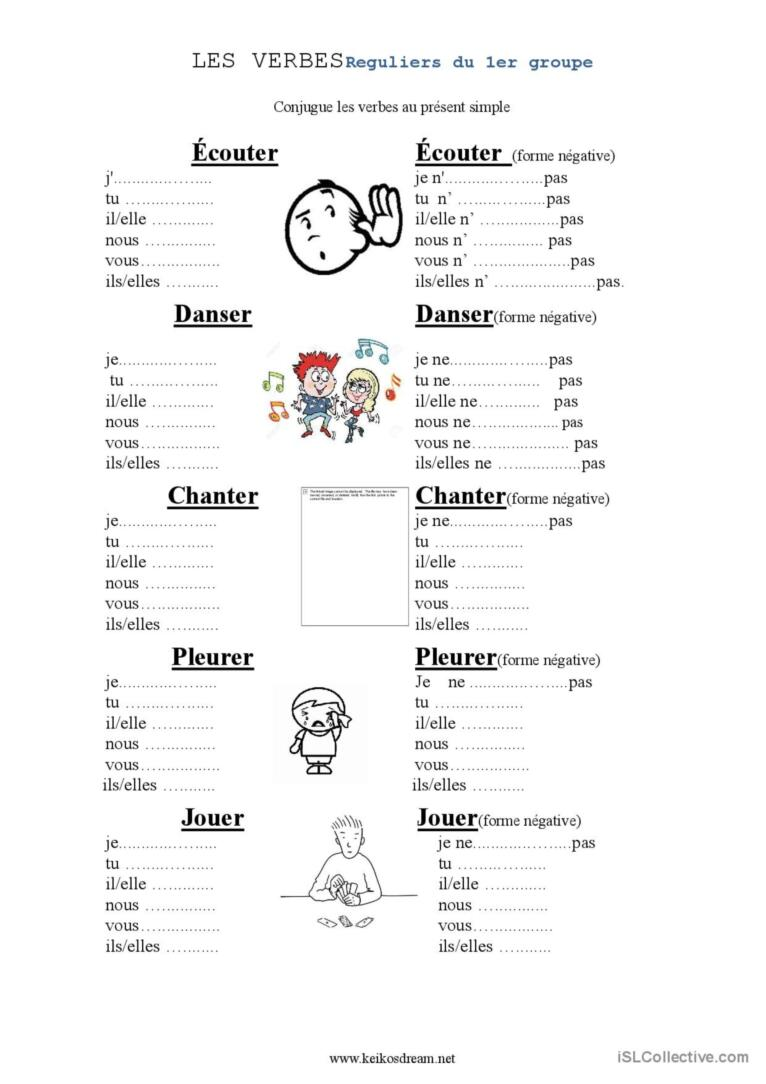 LES VERBES Reguliers du 1er groupe
Conjugue les verbes au présent simple
Écouter
j'...................
tu .................
il/elle .............
nous ...............
vous.................
ils/elles ...........
Écouter (forme négative)
je n'...................pas
tu n’ .................pas
il/elle n’ .................pas
nous n’ .............. pas
vous n’ ....................pas
ils/elles n’ .....................pas.
Danser
je...................
tu .................
il/elle .............
nous ...............
vous.................
ils/elles ...........
Danser(forme négative)
je ne...................pas
tu ne.................. pas
il/elle ne............. pas
nous ne.................. pas
vous ne.................... pas
ils/elles ne ..................pas
Chanter
je...................
tu .................
il/elle .............
nous ...............
vous.................
ils/elles ...........
Chanter(forme négative)
je ne...................pas
tu .................
il/elle .............
nous ...............
vous.................
ils/elles ...........
Pleurer
je...................
tu .................
il/elle .............
nous ...............
vous.................
ils/elles ...........
Pleurer(forme négative)
Je ne ...................pas
tu .................
il/elle .............
nous ...............
vous.................
ils/elles ...........
Jouer
je...................
tu .................
il/elle .............
nous ...............
vous.................
ils/elles ...........
Jouer(forme négative)
je ne...................pas
tu .................
il/elle .............
nous ...............
vous.................
ils/elles ...........
www.keikosdream.net
iSLCollective.com